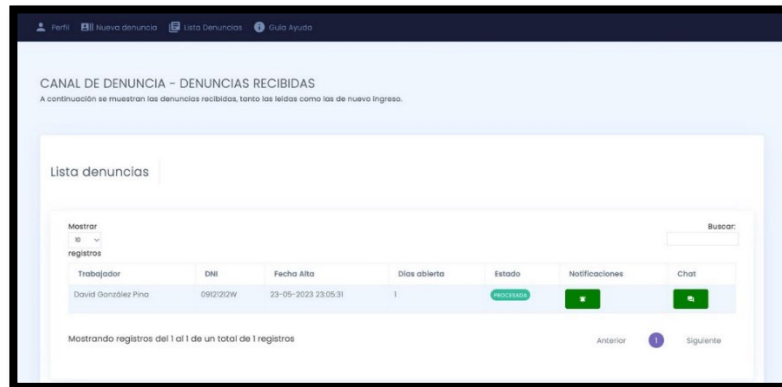 Perfil Nueva denuncia Lista Denuncias Guía Ayuda
CANAL DE DENUNCIA - DENUNCIAS RECIBIDAS
A continuación se muestran las denuncias recibidas, tanto las leídas como las de nuevo ingreso.
Lista denuncias
Mostrar
10
registros
Buscar:
Trabajador DNI Fecha Alta Días abierta Estado Notificaciones Chat
David González Pina 09121212W 23-05-2023 23:05:31 1 PROCESADA
Mostrando registros del 1 al 1 de un total de 1 registros
Anterior 1 Siguiente